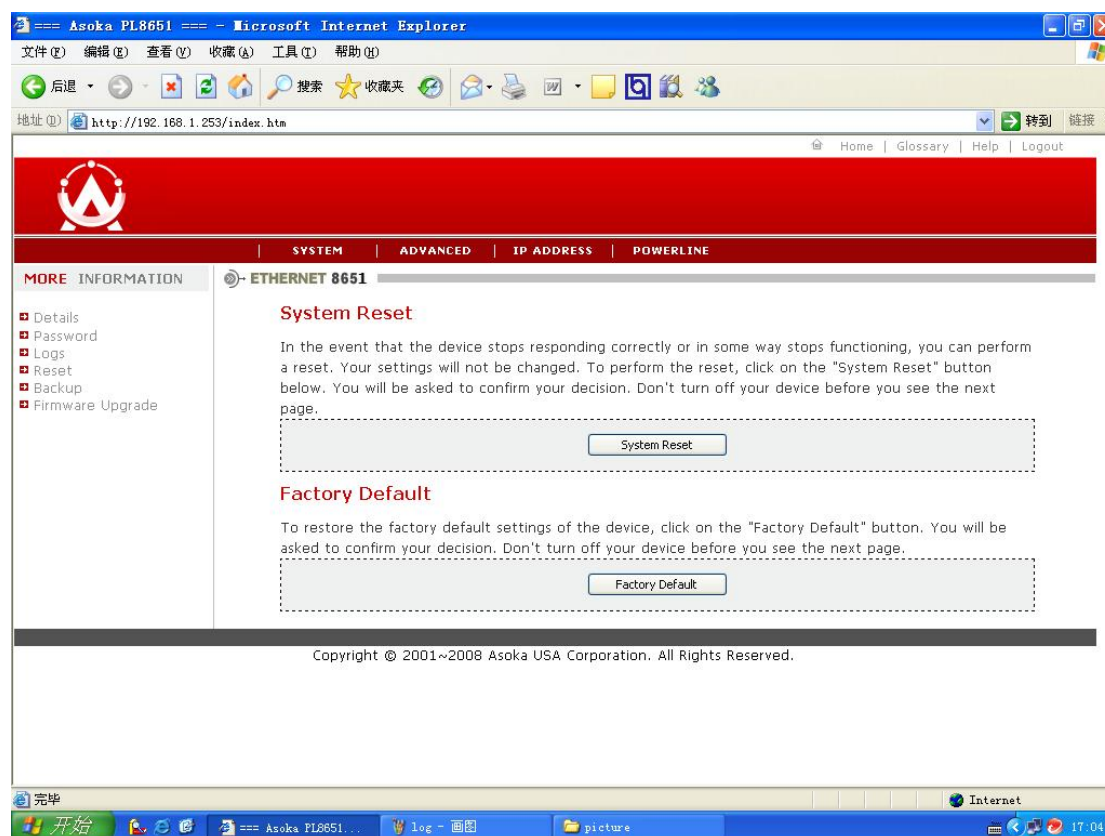 === Asoka PL8651 === - Microsoft Internet Explorer
文件(F) 编辑(E) 查看(V) 收藏(A) 工具(T) 帮助(H)
后退 搜索 收藏夹
地址(D) http://192.168.1.253/index.htm 转到 链接
Home | Glossary | Help | Logout
| SYSTEM | ADVANCED | IP ADDRESS | POWERLINE
MORE INFORMATION
Details
Password
Logs
Reset
Backup
Firmware Upgrade
ETHERNET 8651
System Reset
In the event that the device stops responding correctly or in some way stops functioning, you can perform
a reset. Your settings will not be changed. To perform the reset, click on the "System Reset" button
below. You will be asked to confirm your decision. Don't turn off your device before you see the next
page.
System Reset
Factory Default
To restore the factory default settings of the device, click on the "Factory Default" button. You will be
asked to confirm your decision. Don't turn off your device before you see the next page.
Factory Default
Copyright © 2001~2008 Asoka USA Corporation. All Rights Reserved.
完毕 Internet
开始 === Asoka PL8651... log - 画图 picture 17:04